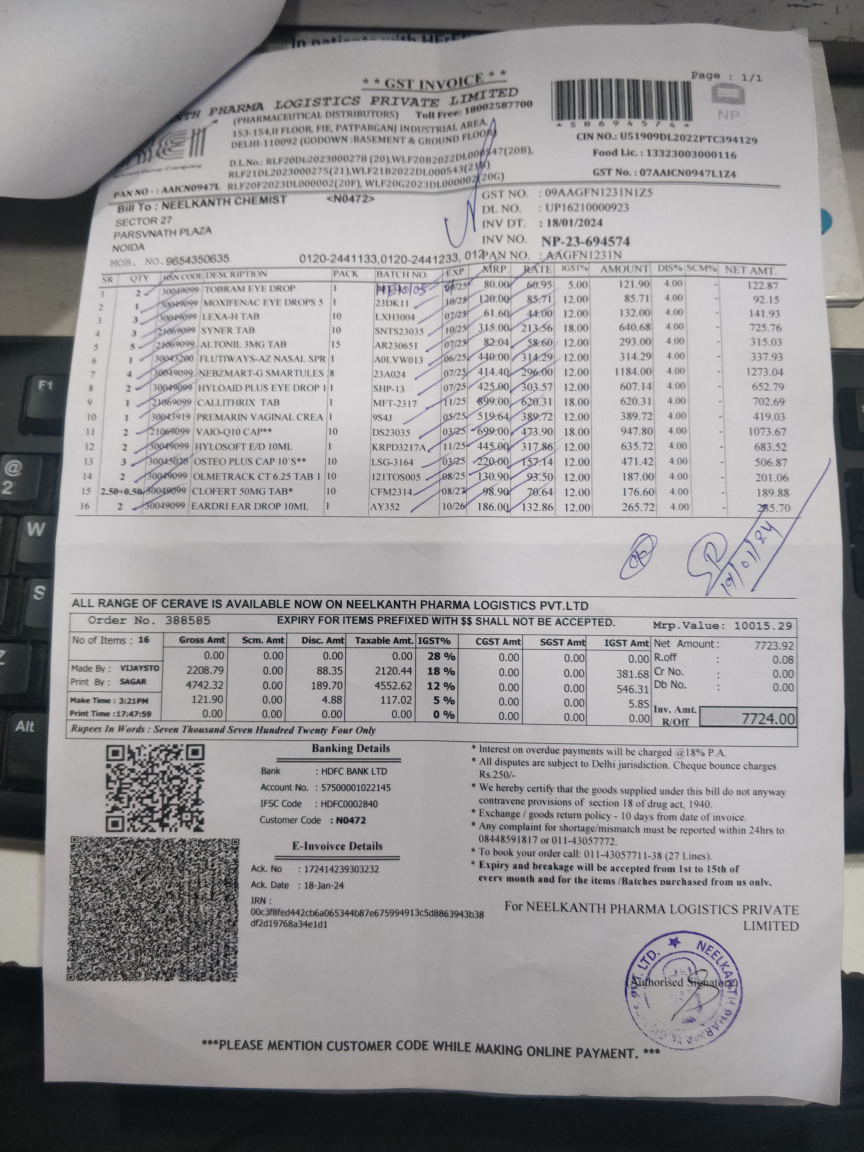 In patients with HFrEF
Page : 1/1
* * GST INVOICE * *
PHARMA LOGISTICS PRIVATE LIMITED
(PHARMACEUTICAL DISTRIBUTORS) Toll Free: 18002587700
153-154,II FLOOR, FIE, PATPARGANJ INDUSTRIAL AREA,
DELHI-110092 (GODOWN :BASEMENT & GROUND FLOOR)
* 5 8 6 9 4 5 7 4 *
NP
CIN NO.: U51909DL2022PTC394129
Food Lic. : 13323003000116
GST No. : 07AAICN0947L1Z4
D.L.No.: RLF20DL2023000278 (20),WLF20B2022DL000547(20B),
RLF21DL2023000275(21),WLF21B2022DL000543(21B)
PAN NO : AAICN0947L RLF20F2023DL000002(20F), WLF20G2023DL000002(20G)
Bill To : NEELKANTH CHEMIST <N0472>
SECTOR 27
PARSVNATH PLAZA
NOIDA
MOB. NO. 9654350635 0120-2441133,0120-2441233, 012
GST NO. : 09AAGFN1231N1Z5
DL NO. : UP16210000923
INV DT. : 18/01/2024
INV NO. NP-23-694574
PAN NO. : AAGFN1231N
SR QTY HSN CODE DESCRIPTION PACK BATCH NO. EXP MRP. RATE IGST% AMOUNT DIS% SCM% NET AMT.
1 2 30049099 TOBRAM EYE DROP 1 80.00 60.95 5.00 121.90 4.00 - 122.87
2 1 30049099 MOXIFENAC EYE DROPS 5 1 23DK11 10/25 120.00 85.71 12.00 85.71 4.00 - 92.15
3 3 30049099 LEXA-H TAB 10 LXH3004 07/25 61.60 44.00 12.00 132.00 4.00 - 141.93
4 3 21069099 SYNER TAB 10 SNTS23035 10/25 315.00 213.56 18.00 640.68 4.00 - 725.76
5 5 21069099 ALTONIL 3MG TAB 15 AR230651 07/25 82.04 58.60 12.00 293.00 4.00 - 315.03
6 1 30043200 FLUTIWAYS-AZ NASAL SPR 1 A0LVW013 06/25 440.00 314.29 12.00 314.29 4.00 - 337.93
7 4 30049099 NEBZMART-G SMARTULES 8 23A024 07/25 414.40 296.00 12.00 1184.00 4.00 - 1273.04
8 2 30049099 HYLOAID PLUS EYE DROP 1 1 SHP-13 07/25 425.00 303.57 12.00 607.14 4.00 - 652.79
9 1 21069099 CALLITHRIX TAB 10 MFT-2317 11/25 899.00 620.31 18.00 620.31 4.00 - 702.69
10 1 30043919 PREMARIN VAGINAL CREA 1 9S4J 05/25 519.64 389.72 12.00 389.72 4.00 - 419.03
11 2 21069099 VAIO-Q10 CAP** 10 DS23035 03/25 699.00 473.90 18.00 947.80 4.00 - 1073.67
12 2 30049099 HYLOSOFT E/D 10ML 1 KRPD3217A 11/25 445.00 317.86 12.00 635.72 4.00 - 683.52
13 3 30045020 OSTEO PLUS CAP 10`S** 10 LSG-3164 03/25 220.00 157.14 12.00 471.42 4.00 - 506.87
14 2 30049099 OLMETRACK CT 6.25 TAB 1 10 121TOS005 08/25 130.90 93.50 12.00 187.00 4.00 - 201.06
15 2.50+0.50 30049099 CLOFERT 50MG TAB* 10 CFM2314 08/27 98.90 70.64 12.00 176.60 4.00 - 189.88
16 2 30049099 EARDRI EAR DROP 10ML 1 AY352 10/26 186.00 132.86 12.00 265.72 4.00 - 285.70
19/01/24
ALL RANGE OF CERAVE IS AVAILABLE NOW ON NEELKANTH PHARMA LOGISTICS PVT.LTD
Order No. 388585 EXPIRY FOR ITEMS PREFIXED WITH $$ SHALL NOT BE ACCEPTED. Mrp.Value: 10015.29
No of Items : 16 Gross Amt Scm. Amt Disc. Amt Taxable Amt. IGST% CGST Amt SGST Amt IGST Amt Net Amount: 7723.92
0.00 0.00 0.00 0.00 28 % 0.00 0.00 0.00 R.off : 0.08
Made By : VIJAYSTO 2208.79 0.00 88.35 2120.44 18 % 0.00 0.00 381.68 Cr No. : 0.00
Print By : SAGAR 4742.32 0.00 189.70 4552.62 12 % 0.00 0.00 546.31 Db No. : 0.00
Make Time : 3:21PM 121.90 0.00 4.88 117.02 5 % 0.00 0.00 5.85 Inv. Amt.
Print Time :17:47:59 0.00 0.00 0.00 0.00 0 % 0.00 0.00 0.00 R/Off 7724.00
Rupees In Words : Seven Thousand Seven Hundred Twenty Four Only
Banking Details
Bank : HDFC BANK LTD
Account No. : 57500001022145
IFSC Code : HDFC0002840
Customer Code : N0472
E-Invoivce Details
Ack. No : 172414239303232
Ack. Date : 18-Jan-24
IRN :
00c3f8fed442cb6a065344b87e675994913c5d8863943b38
df2d19768a34e1d1
* Interest on overdue payments will be charged @18% P.A.
* All disputes are subject to Delhi jurisdiction. Cheque bounce charges
Rs.250/-
* We hereby certify that the goods supplied under this bill do not anyway
contravene provisions of section 18 of drug act, 1940.
* Exchange / goods return policy - 10 days from date of invoice.
* Any complaint for shortage/mismatch must be reported within 24hrs to
08448591817 or 011-43057772.
* To book your order call: 011-43057711-38 (27 Lines).
* Expiry and breakage will be accepted from 1st to 15th of
every month and for the items /Batches purchased from us only.
For NEELKANTH PHARMA LOGISTICS PRIVATE
LIMITED
Authorised Signatory
***PLEASE MENTION CUSTOMER CODE WHILE MAKING ONLINE PAYMENT. ***
F1
@
2
W
S
Z
Alt